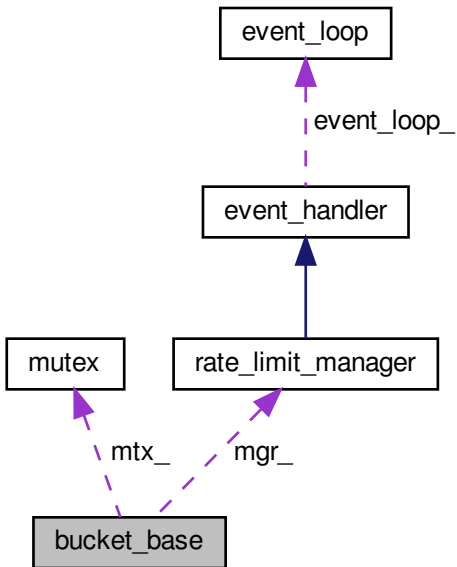 event_loop
event_loop_
event_handler
mutex
rate_limit_manager
mtx_
mgr_
bucket_base